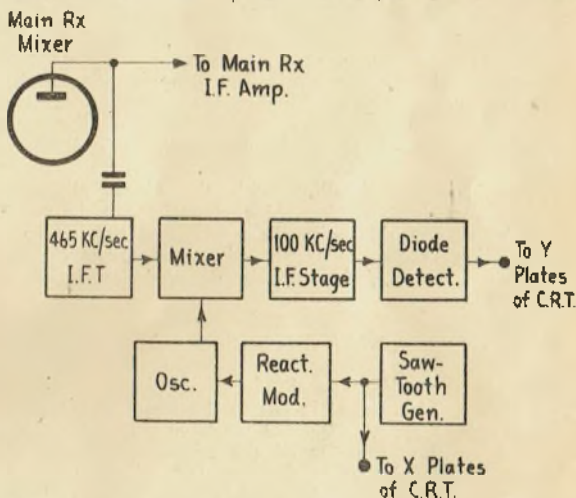 Main Rx
Mixer
To Main Rx
I.F. Amp.
465 KC/sec
I.F.T
Mixer
100 KC/sec
I.F. Stage
Diode
Detect.
To Y
Plates
of C.R.T.
Osc.
React.
Mod.
Saw-
Tooth
Gen.
To X Plates
of C.R.T.